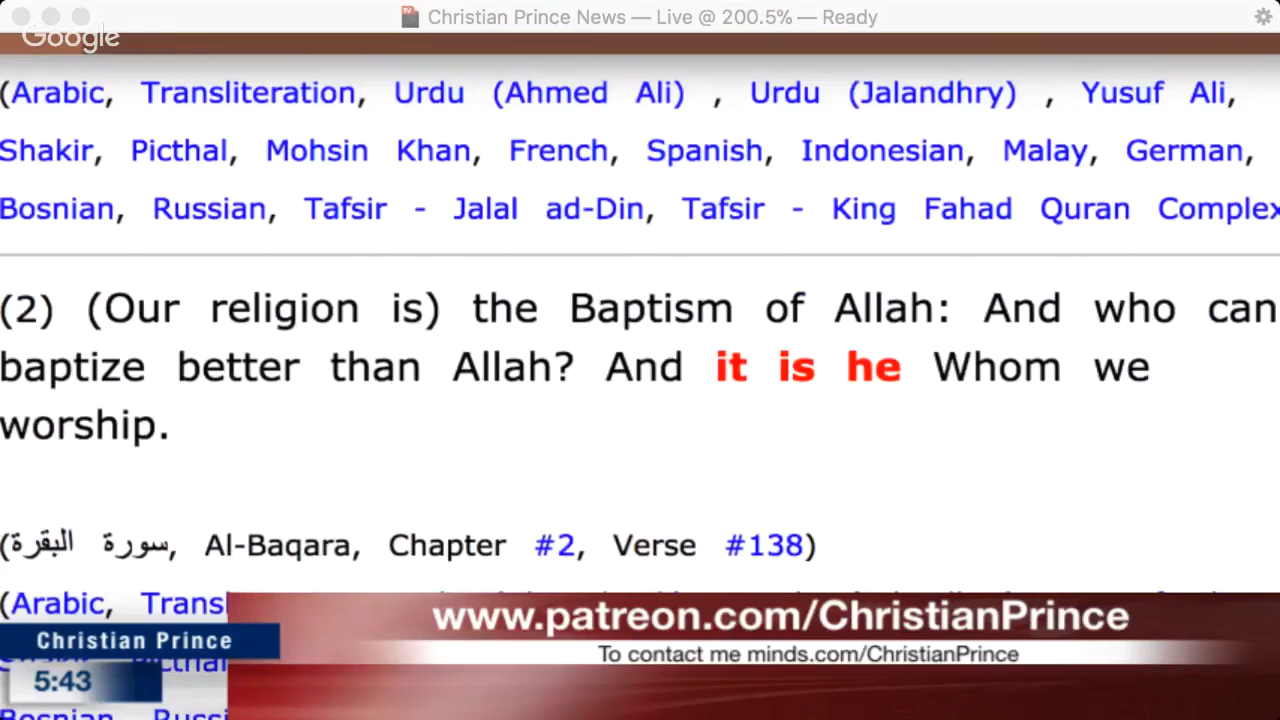 Christian Prince News — Live @ 200.5% — Ready
Google
(Arabic, Transliteration, Urdu (Ahmed Ali) , Urdu (Jalandhry) , Yusuf Ali,
Shakir, Picthal, Mohsin Khan, French, Spanish, Indonesian, Malay, German,
Bosnian, Russian, Tafsir - Jalal ad-Din, Tafsir - King Fahad Quran Complex
(2) (Our religion is) the Baptism of Allah: And who can
baptize better than Allah? And it is he Whom we
worship.
(سورة البقرة, Al-Baqara, Chapter #2, Verse #138)
(Arabic, Transl
www.patreon.com/ChristianPrince
Christian Prince
To contact me minds.com/ChristianPrince
5:43
Bosnian, Russi